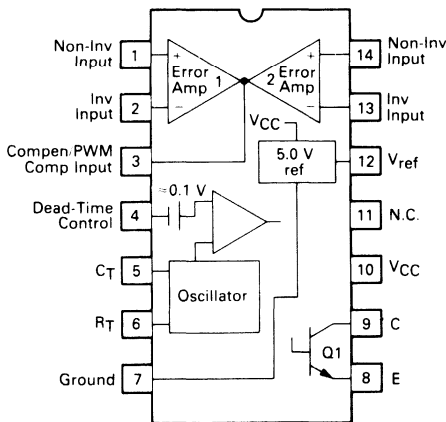 Non-Inv
Input
1
+
Error
Amp
1
2
Error
Amp
+
14
Non-Inv
Input
Inv
Input
2
−
−
13
Inv
Input
VCC
Compen/PWM
Comp Input
3
5.0 V
ref
12
Vref
≈0.1 V
Dead-Time
Control
4
11
N.C.
CT
5
Oscillator
10
VCC
RT
6
9
C
Q1
Ground
7
8
E